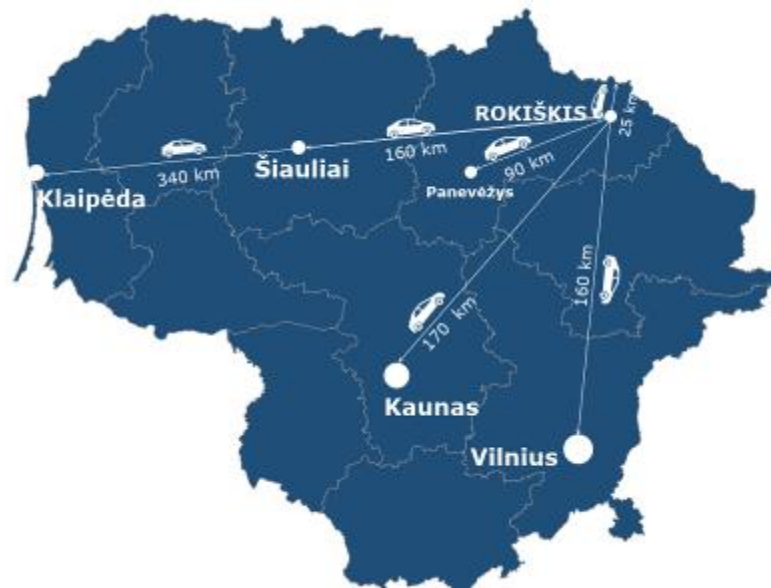 ROKIŠKIS
25 km
160 km
340 km
Šiauliai
90 km
Klaipėda
Panevėžys
160 km
170 km
Kaunas
Vilnius